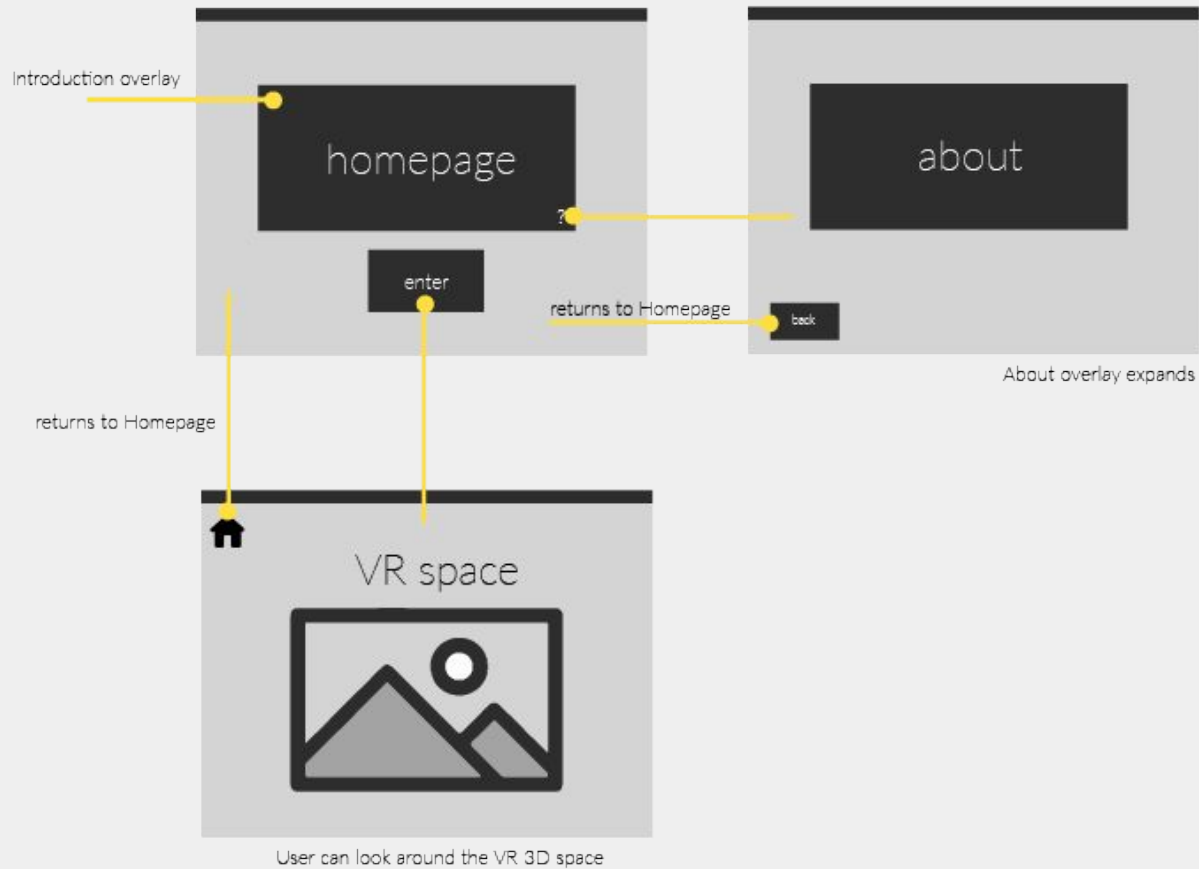 Introduction overlay
homepage
?
enter
about
returns to Homepage
back
About overlay expands
returns to Homepage
VR space
User can look around the VR 3D space